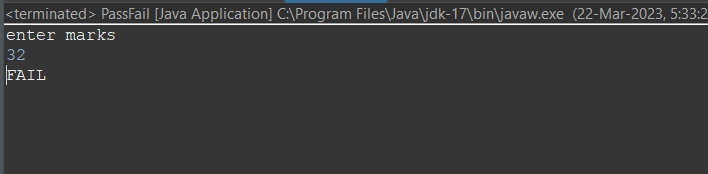 <terminated> PassFail [Java Application] C:\Program Files\Java\jdk-17\bin\javaw.exe (22-Mar-2023, 5:33:2
enter marks
32
FAIL